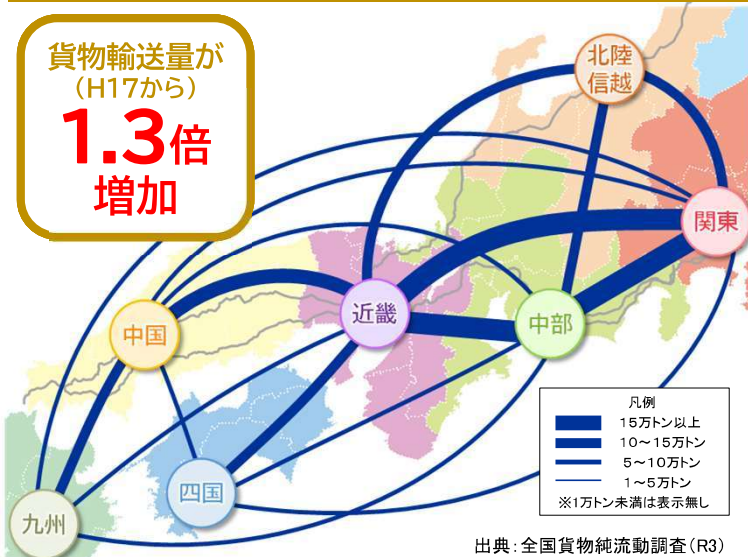 貨物輸送量が
（H17から）
1.3倍
増加
北陸
信越
関東
近畿
中部
中国
四国
九州
凡例
15万トン以上
10～15万トン
5～10万トン
1～5万トン
※1万トン未満は表示無し
出典：全国貨物純流動調査（R3）